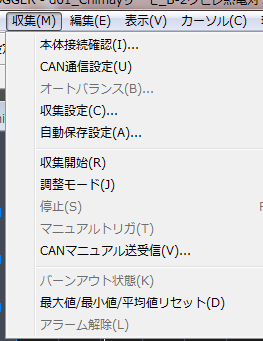 収集(M) 編集(E) 表示(V) カーソル(C)
本体接続確認(I)...
CAN通信設定(U)
オートバランス(B)...
収集設定(C)...
自動保存設定(A)...
収集開始(R)
調整モード(J)
停止(S)
マニュアルトリガ(T)
CANマニュアル送受信(V)...
バーンアウト状態(K)
最大値/最小値/平均値リセット(D)
アラーム解除(L)